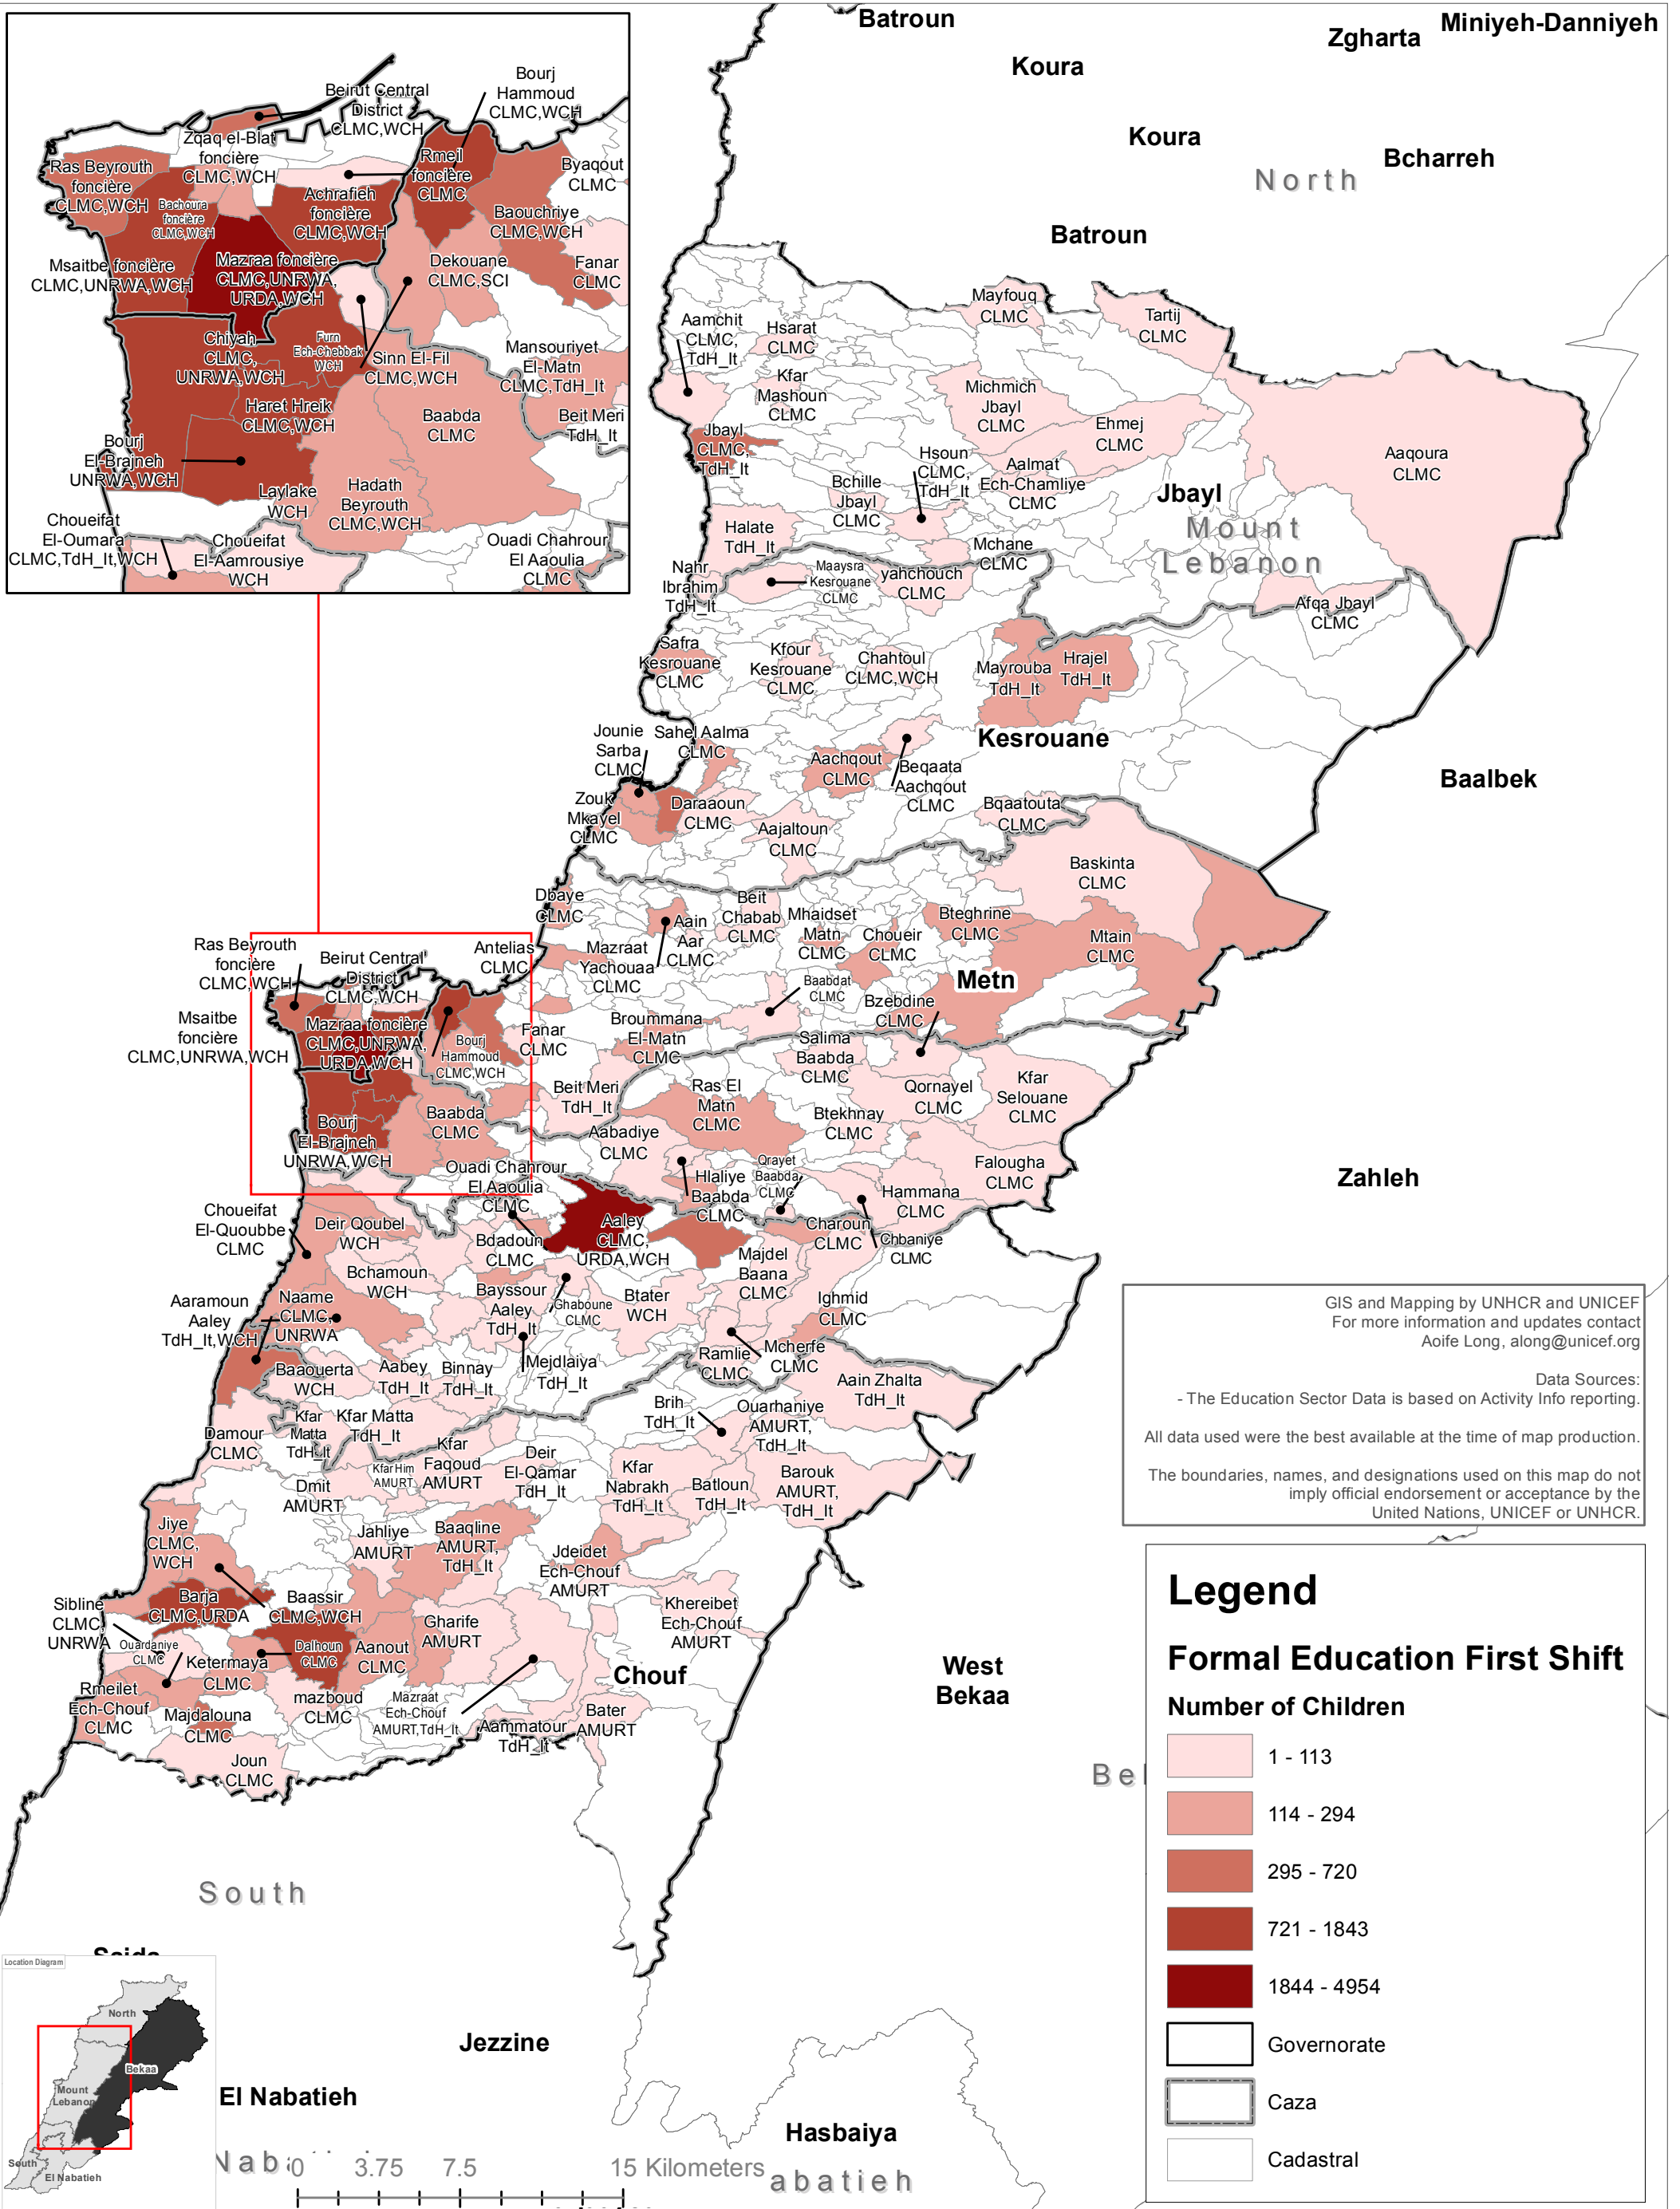 Batroun
Zgharta
Miniyeh-Danniyeh
Koura
Koura
Bcharreh
North
Batroun
Beirut Central
District
CLMC,WCH
Bourj
Hammoud
CLMC,WCH
Zqaq el-Blat
foncière
CLMC,WCH
Ras Beyrouth
foncière
CLMC,WCH
Rmeil
foncière
CLMC
Byaqout
CLMC
Bachoura
foncière
CLMC,WCH
Achrafieh
foncière
CLMC,WCH
Baouchriye
CLMC,WCH
Msaitbe foncière
CLMC,UNRWA,WCH
Mazraa foncière
CLMC,UNRWA,
URDA,WCH
Dekouane
CLMC,SCI
Fanar
CLMC
Chiyah
CLMC,
UNRWA,WCH
Furn
Ech-Chebbak
WCH
Sinn El-Fil
CLMC,WCH
Mansouriyet
El-Matn
CLMC,TdH_It
Haret Hreik
CLMC,WCH
Baabda
CLMC
Beit Meri
TdH_It
Bourj
El-Brajneh
UNRWA,WCH
Laylake
WCH
Hadath
Beyrouth
CLMC,WCH
Choueifat
El-Oumara
CLMC,TdH_It,WCH
Choueifat
El-Aamrousiye
WCH
Ouadi Chahrour
El Aaoulia
CLMC
Mayfouq
CLMC
Tartij
CLMC
Aamchit
CLMC,
TdH_It
Hsarat
CLMC
Kfar
Mashoun
CLMC
Michmich
Jbayl
CLMC
Ehmej
CLMC
Aaqoura
CLMC
Jbayl
CLMC,
TdH_It
Hsoun
CLMC,
TdH_It
Aalmat
Ech-Chamliye
CLMC
Bchille
Jbayl
CLMC
Jbayl
Mount
Lebanon
Halate
TdH_It
Mchane
CLMC
Nahr
Ibrahim
TdH_It
Maaysra
Kesrouane
CLMC
yahchouch
CLMC
Afqa Jbayl
CLMC
Safra
Kesrouane
CLMC
Kfour
Kesrouane
CLMC
Chahtoul
CLMC,WCH
Mayrouba
TdH_It
Hrajel
TdH_It
Kesrouane
Jounie
Sarba
CLMC
Sahel Aalma
CLMC
Aachqout
CLMC
Beqaata
Aachqout
CLMC
Baalbek
Zouk
Mkayel
CLMC
Daraaoun
CLMC
Aajaltoun
CLMC
Bqaatouta
CLMC
Baskinta
CLMC
Dbaye
CLMC
Aain
Aar
CLMC
Beit
Chabab
CLMC
Mhaidset
Matn
CLMC
Choueir
CLMC
Bteghrine
CLMC
Mtain
CLMC
Ras Beyrouth
foncière
CLMC,WCH
Beirut Central
District
CLMC,WCH
Antelias
CLMC
Mazraat
Yachouaa
CLMC
Metn
Baabdat
CLMC
Bzebdine
CLMC
Msaitbe
foncière
CLMC,UNRWA,WCH
Mazraa foncière
CLMC,UNRWA,
URDA,WCH
Bourj
Hammoud
CLMC,WCH
Fanar
CLMC
Broummana
El-Matn
CLMC
Salima
Baabda
CLMC
Beit Meri
TdH_It
Ras El
Matn
CLMC
Qornayel
CLMC
Kfar
Selouane
CLMC
Bourj
El-Brajneh
UNRWA,WCH
Baabda
CLMC
Aabadiye
CLMC
Btekhnay
CLMC
Ouadi Chahrour
El Aaoulia
CLMC
Hlaliye
Baabda
CLMC
Qrayet
Baabda
CLMC
Falougha
CLMC
Hammana
CLMC
Zahleh
Choueifat
El-Quoubbe
CLMC
Deir Qoubel
WCH
Bdadoun
CLMC
Aaley
CLMC,
URDA,WCH
Charoun
CLMC
Chbaniye
CLMC
Majdel
Baana
CLMC
Bchamoun
WCH
Bayssour
Aaley
TdH_It
Ghaboune
CLMC
Btater
WCH
Ighmid
CLMC
Aaramoun
Aaley
TdH_It,WCH
Naame
CLMC,
UNRWA
Ramlie
CLMC
Mcherfe
CLMC
Baaouerta
WCH
Aabey
TdH_It
Binnay
TdH_It
Mejdlaiya
TdH_It
Aain Zhalta
TdH_It
Damour
CLMC
Kfar
Matta
TdH_It
Kfar Matta
TdH_It
Brih
TdH_It
Ouarhaniye
AMURT,
TdH_It
Kfar Him
AMURT
Kfar
Faqoud
AMURT
Deir
El-Qamar
TdH_It
Dmit
AMURT
Kfar
Nabrakh
TdH_It
Batloun
TdH_It
Barouk
AMURT,
TdH_It
Jiye
CLMC,
WCH
Jahliye
AMURT
Baaqline
AMURT,
TdH_It
Jdeidet
Ech-Chouf
AMURT
Sibline
CLMC,
UNRWA
Barja
CLMC,URDA
Baassir
CLMC,WCH
Khereibet
Ech-Chouf
AMURT
Ouardaniye
CLMC
Ketermaya
CLMC
Dalhoun
CLMC
Aanout
CLMC
Gharife
AMURT
Chouf
West
Bekaa
Rmeilet
Ech-Chouf
CLMC
Majdalouna
CLMC
mazboud
CLMC
Mazraat
Ech-Chouf
AMURT,TdH_It
Aammatour
TdH_It
Bater
AMURT
Joun
CLMC
GIS and Mapping by UNHCR and UNICEF
For more information and updates contact
Aoife Long, along@unicef.org
Data Sources:
- The Education Sector Data is based on Activity Info reporting.
All data used were the best available at the time of map production.
The boundaries, names, and designations used on this map do not
imply official endorsement or acceptance by the
United Nations, UNICEF or UNHCR.
Legend
Formal Education First Shift
Number of Children
1 - 113
114 - 294
295 - 720
721 - 1843
1844 - 4954
Governorate
Caza
Cadastral
South
Saida
Location Diagram
North
Bekaa
Mount
Lebanon
South
El Nabatieh
Jezzine
El Nabatieh
Hasbaiya
abatieh
0 3.75 7.5 15 Kilometers